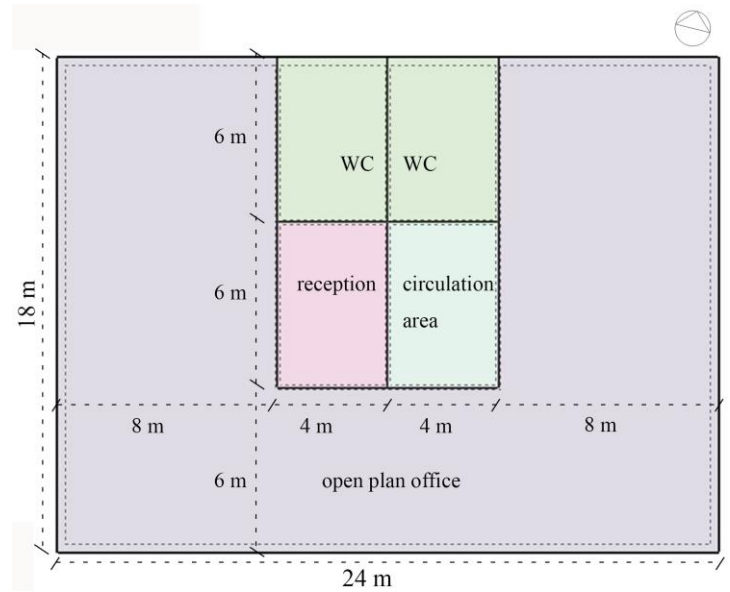 6 m
WC WC
6 m
reception
circulation
area
18 m
8 m
4 m
4 m
8 m
6 m
open plan office
24 m